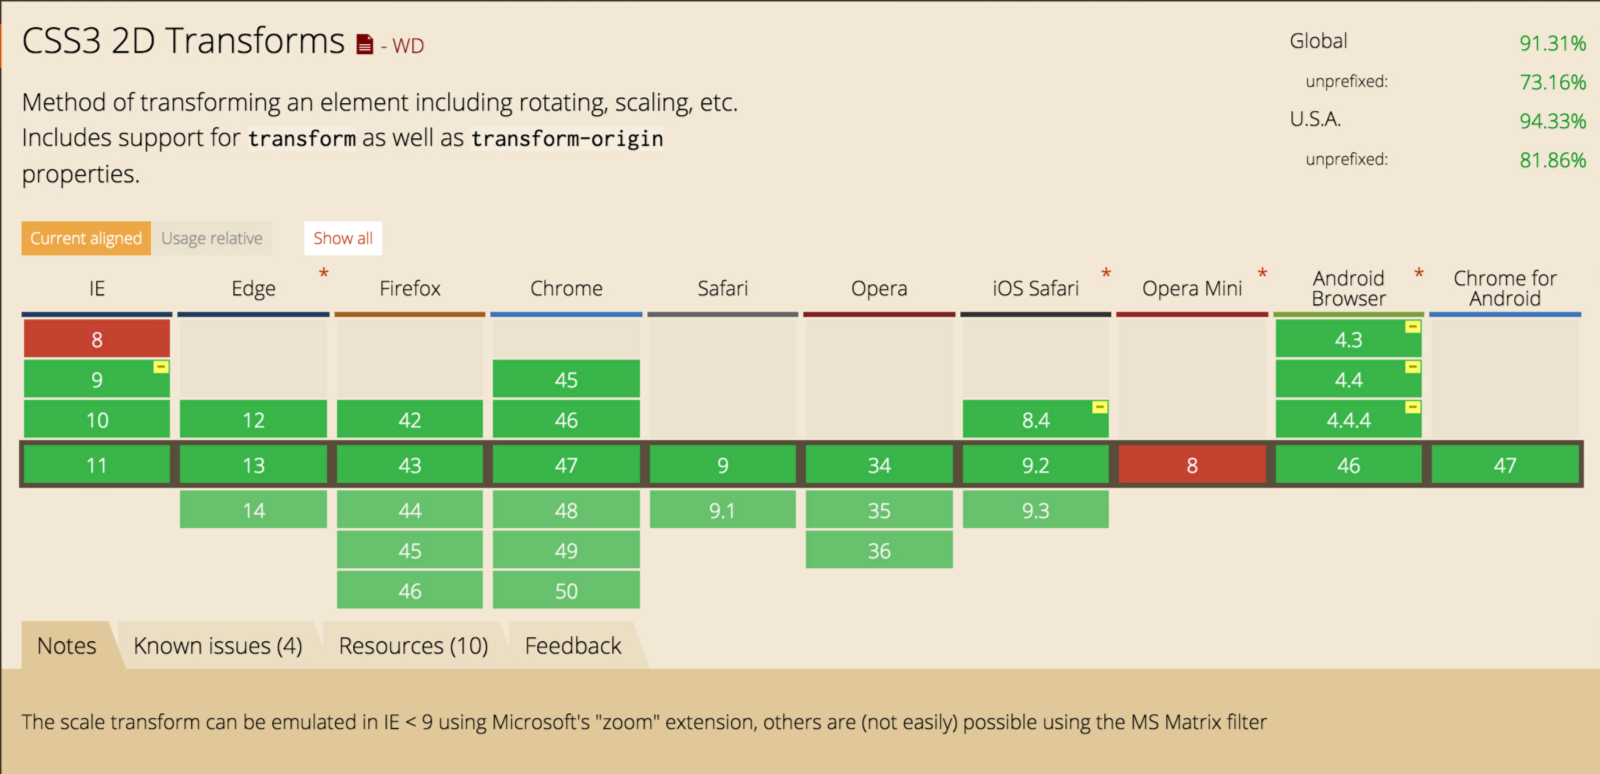 CSS3 2D Transforms - WD
Method of transforming an element including rotating, scaling, etc.
Includes support for transform as well as transform-origin
properties.
Global 91.31%
unprefixed: 73.16%
U.S.A. 94.33%
unprefixed: 81.86%
Current aligned Usage relative Show all
IE Edge * Firefox Chrome Safari Opera iOS Safari * Opera Mini * Android Browser * Chrome for Android
8 4.3 -
9 - 45 4.4 -
10 12 42 46 8.4 - 4.4.4 -
11 13 43 47 9 34 9.2 8 46 47
14 44 48 9.1 35 9.3
45 49 36
46 50
Notes Known issues (4) Resources (10) Feedback
The scale transform can be emulated in IE < 9 using Microsoft's "zoom" extension, others are (not easily) possible using the MS Matrix filter